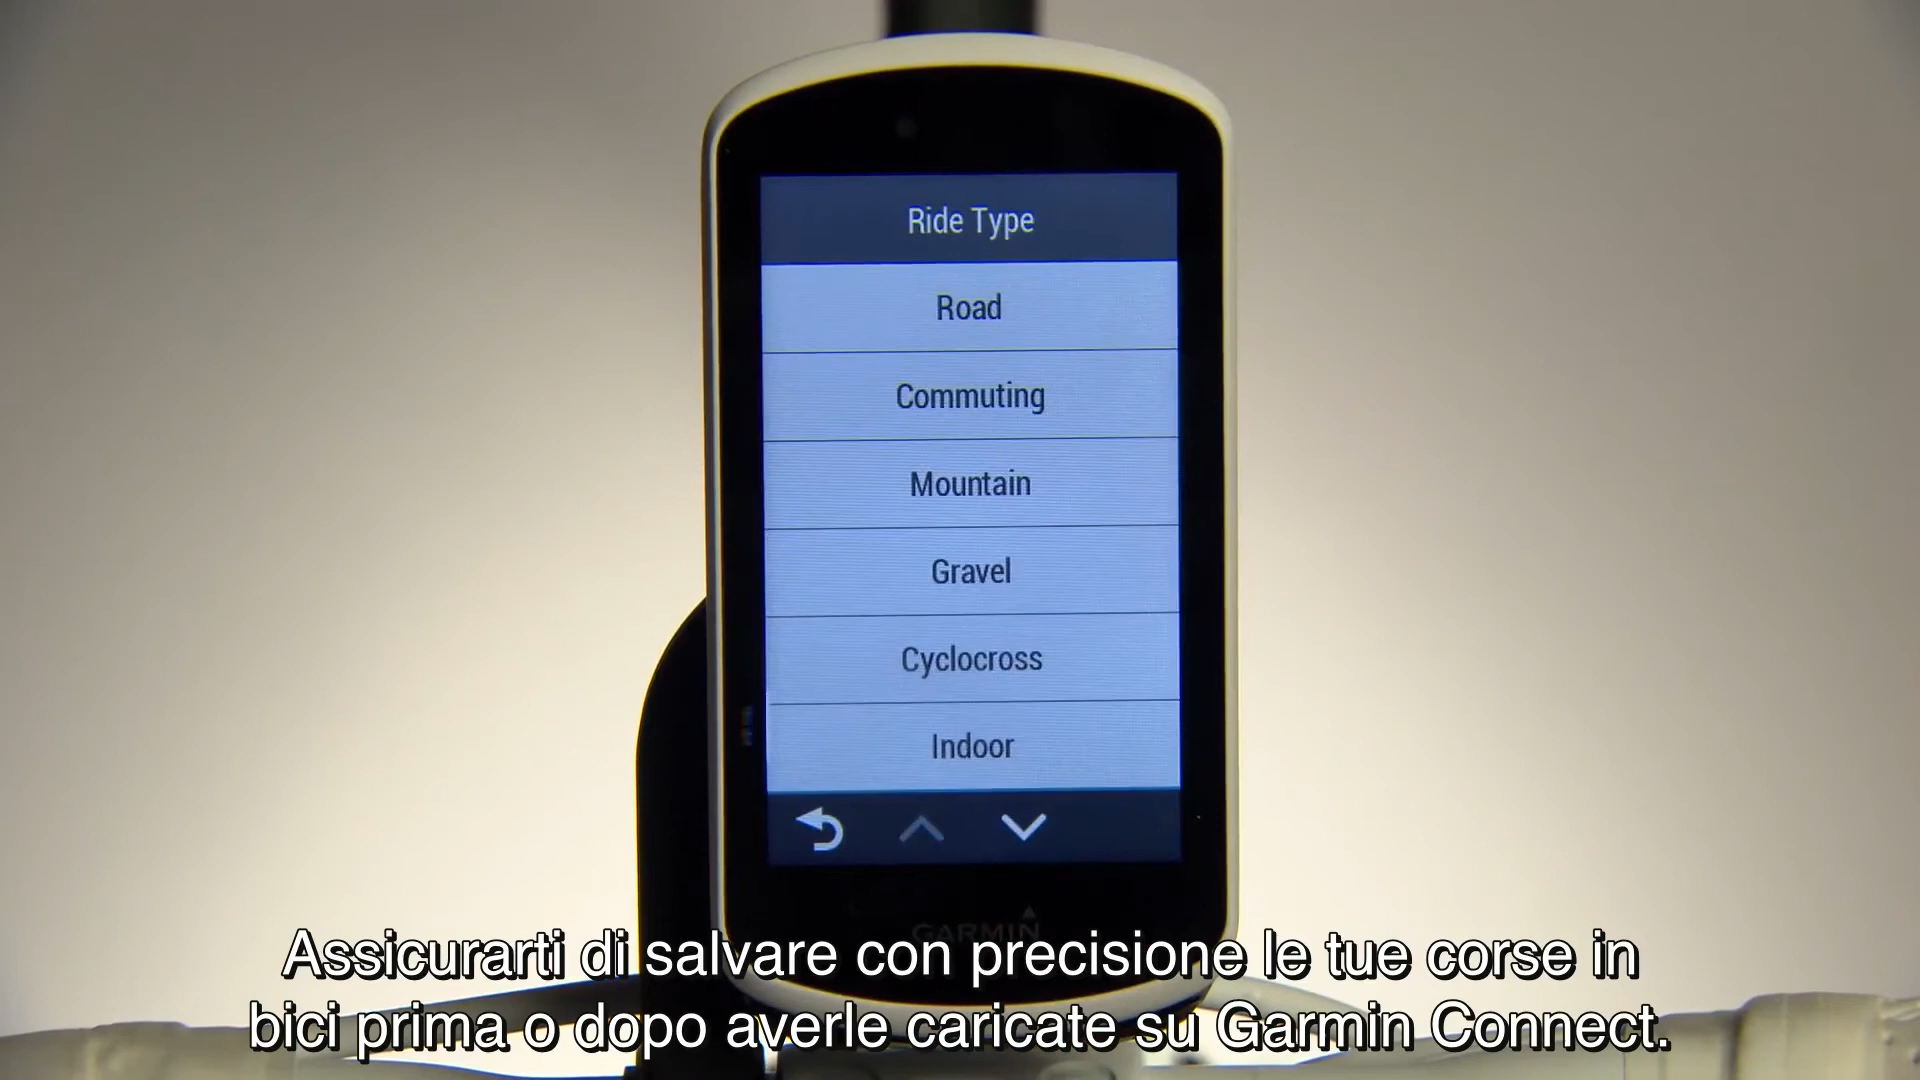 Ride Type
Road
Commuting
Mountain
Gravel
Cyclocross
Indoor
GARMIN
Assicurarti di salvare con precisione le tue corse in
bici prima o dopo averle caricate su Garmin Connect.